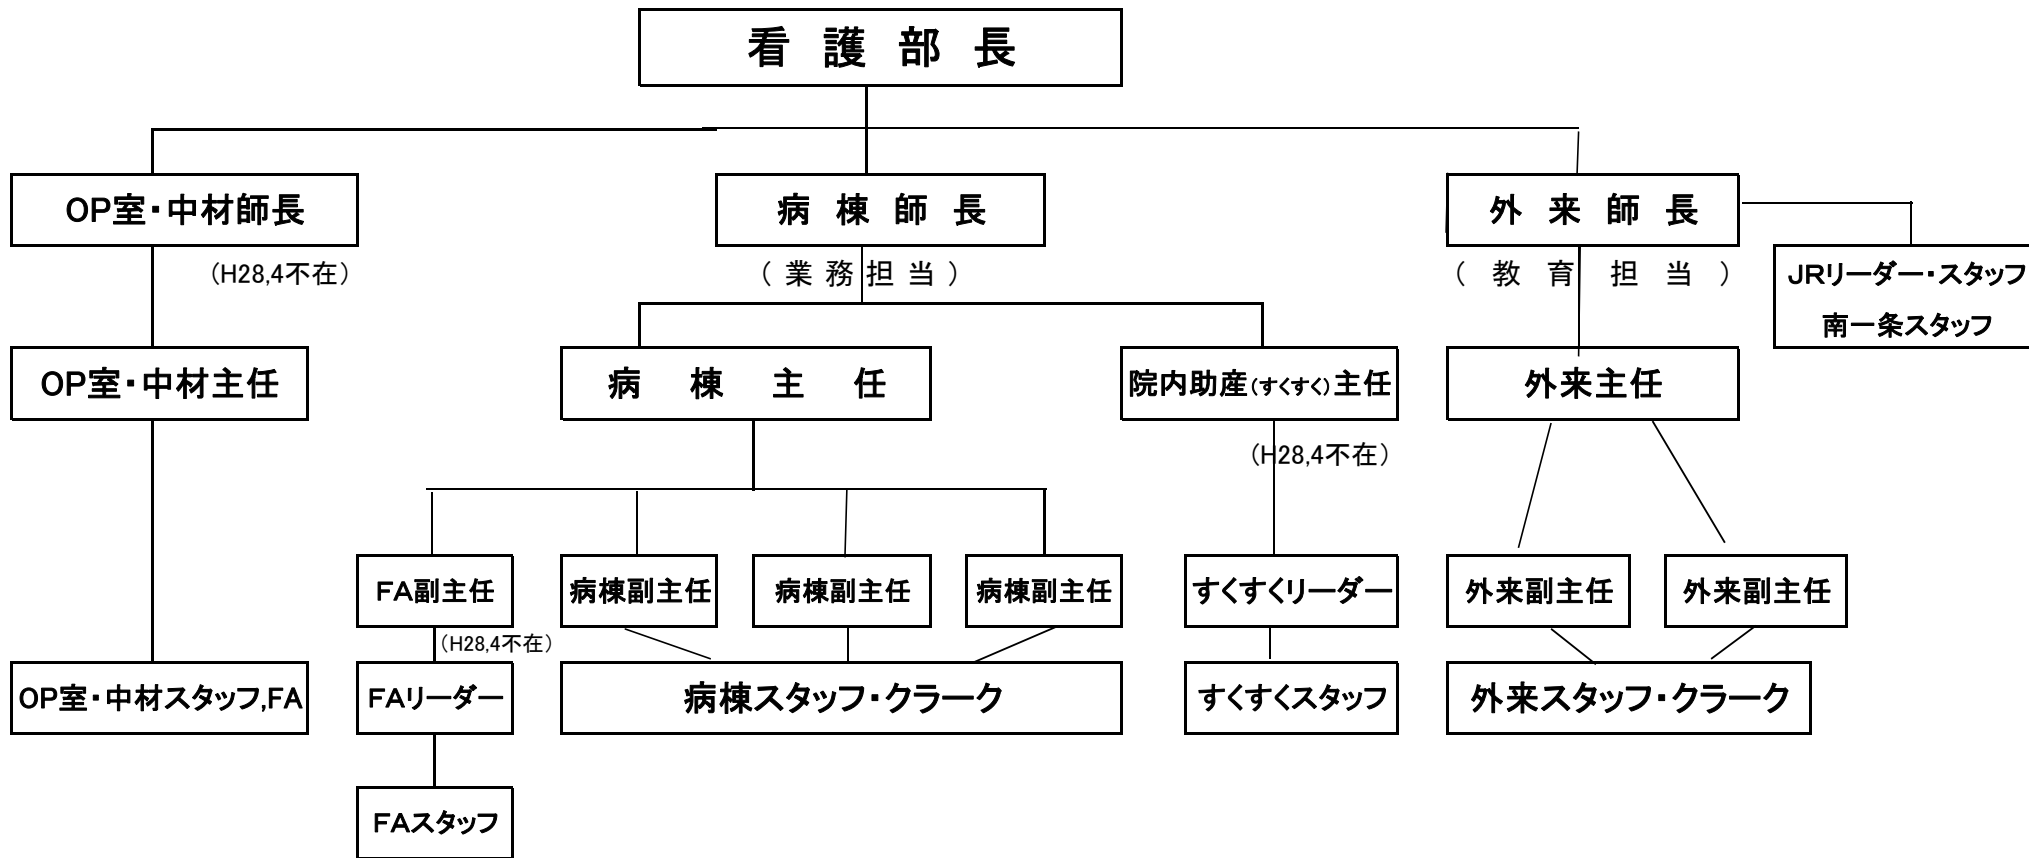 看護部長
OP室・中材師長
病棟師長
外来師長
（H28,4不在）
（業務担当）
（教育担当）
JRリーダー・スタッフ
南一条スタッフ
OP室・中材主任
病棟主任
院内助産（すくすく）主任
外来主任
（H28,4不在）
FA副主任
病棟副主任
病棟副主任
病棟副主任
すくすくリーダー
外来副主任
外来副主任
（H28,4不在）
OP室・中材スタッフ,FA
FAリーダー
病棟スタッフ・クラーク
すくすくスタッフ
外来スタッフ・クラーク
FAスタッフ